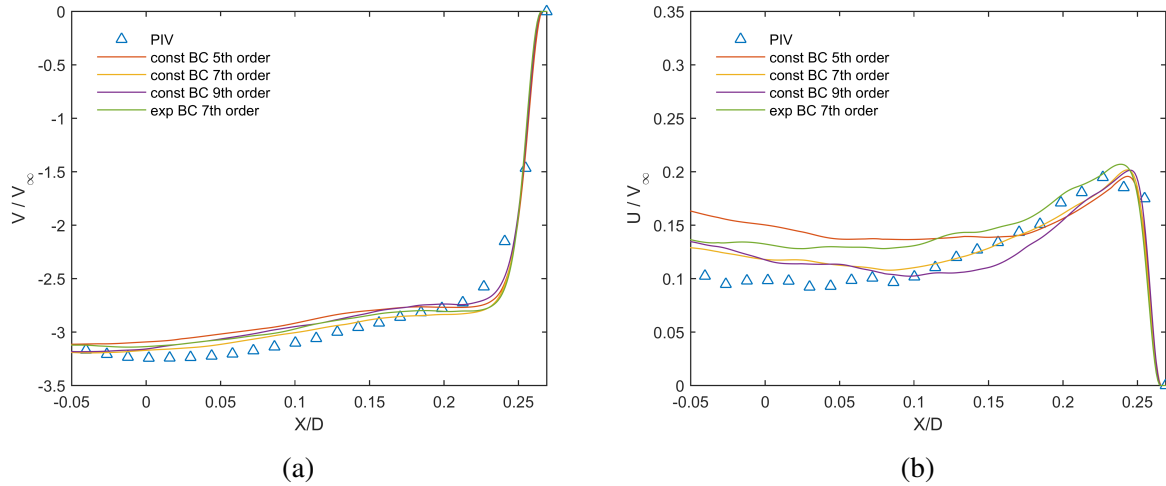 0
-0.5
-1
-1.5
-2
-2.5
-3
-3.5
V / V∞
PIV
const BC 5th order
const BC 7th order
const BC 9th order
exp BC 7th order
-0.05 0 0.05 0.1 0.15 0.2 0.25
X/D
(a)
0.35
0.3
0.25
0.2
0.15
0.1
0.05
0
U / V∞
PIV
const BC 5th order
const BC 7th order
const BC 9th order
exp BC 7th order
-0.05 0 0.05 0.1 0.15 0.2 0.25
X/D
(b)